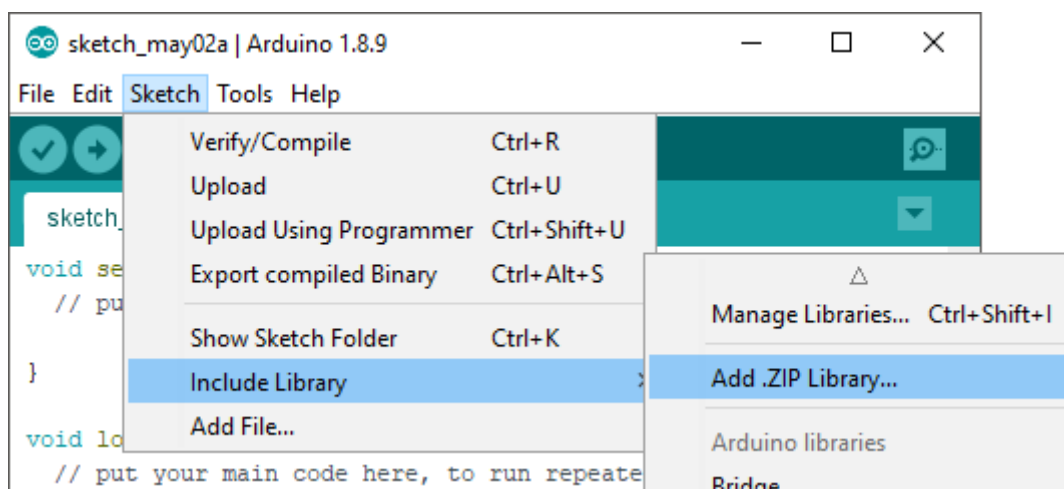 sketch_may02a | Arduino 1.8.9
File Edit Sketch Tools Help
Verify/Compile Ctrl+R
Upload Ctrl+U
sketch_
Upload Using Programmer Ctrl+Shift+U
void se
Export compiled Binary Ctrl+Alt+S
// pu
Manage Libraries... Ctrl+Shift+I
Show Sketch Folder Ctrl+K
}
Include Library
Add .ZIP Library...
Add File...
void lo
Arduino libraries
// put your main code here, to run repeate
Bridge